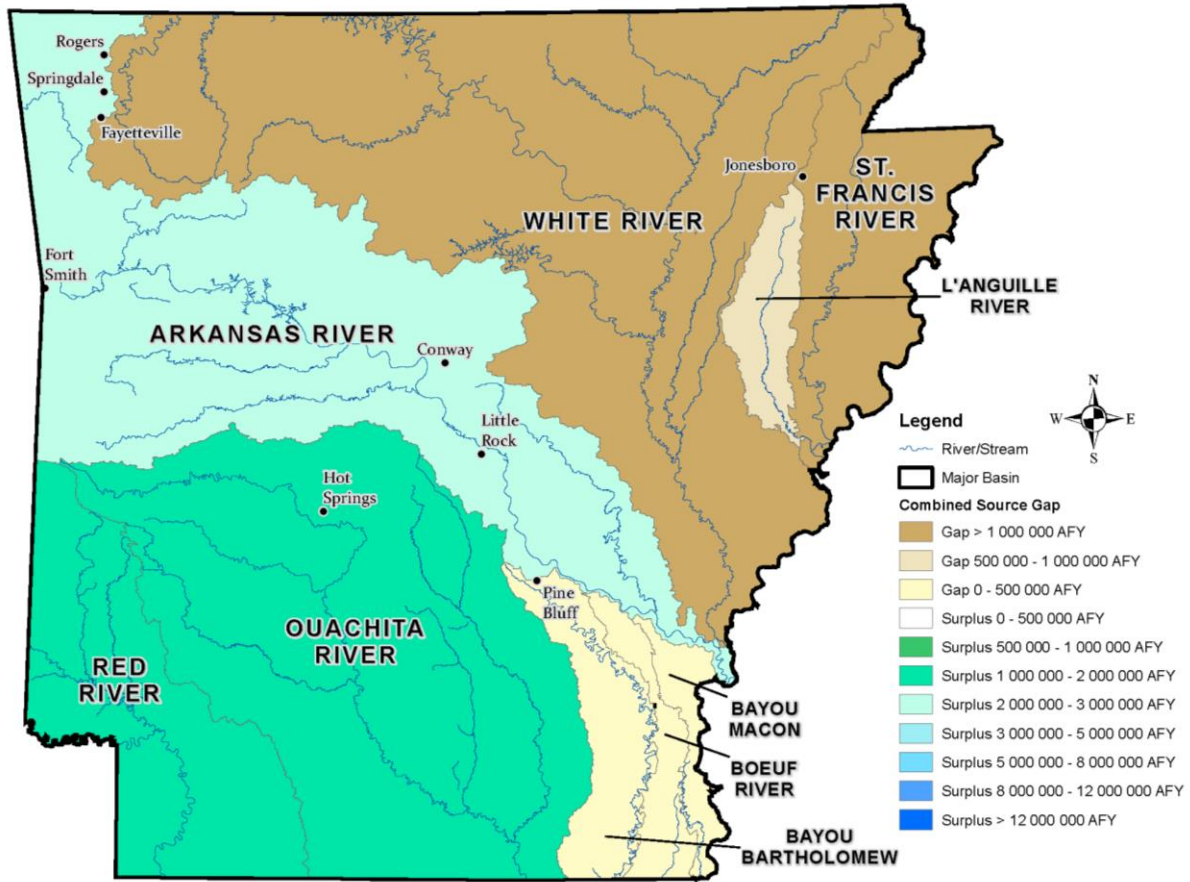 Rogers
Springdale
Fayetteville
Jonesboro
ST.
FRANCIS
RIVER
WHITE RIVER
Fort
Smith
L'ANGUILLE
RIVER
ARKANSAS RIVER
Conway
Little
Rock
Hot
Springs
Pine
Bluff
OUACHITA
RIVER
RED
RIVER
BAYOU
MACON
BOEUF
RIVER
BAYOU
BARTHOLOMEW
N
W
E
S
Legend
River/Stream
Major Basin
Combined Source Gap
Gap > 1 000 000 AFY
Gap 500 000 - 1 000 000 AFY
Gap 0 - 500 000 AFY
Surplus 0 - 500 000 AFY
Surplus 500 000 - 1 000 000 AFY
Surplus 1 000 000 - 2 000 000 AFY
Surplus 2 000 000 - 3 000 000 AFY
Surplus 3 000 000 - 5 000 000 AFY
Surplus 5 000 000 - 8 000 000 AFY
Surplus 8 000 000 - 12 000 000 AFY
Surplus > 12 000 000 AFY